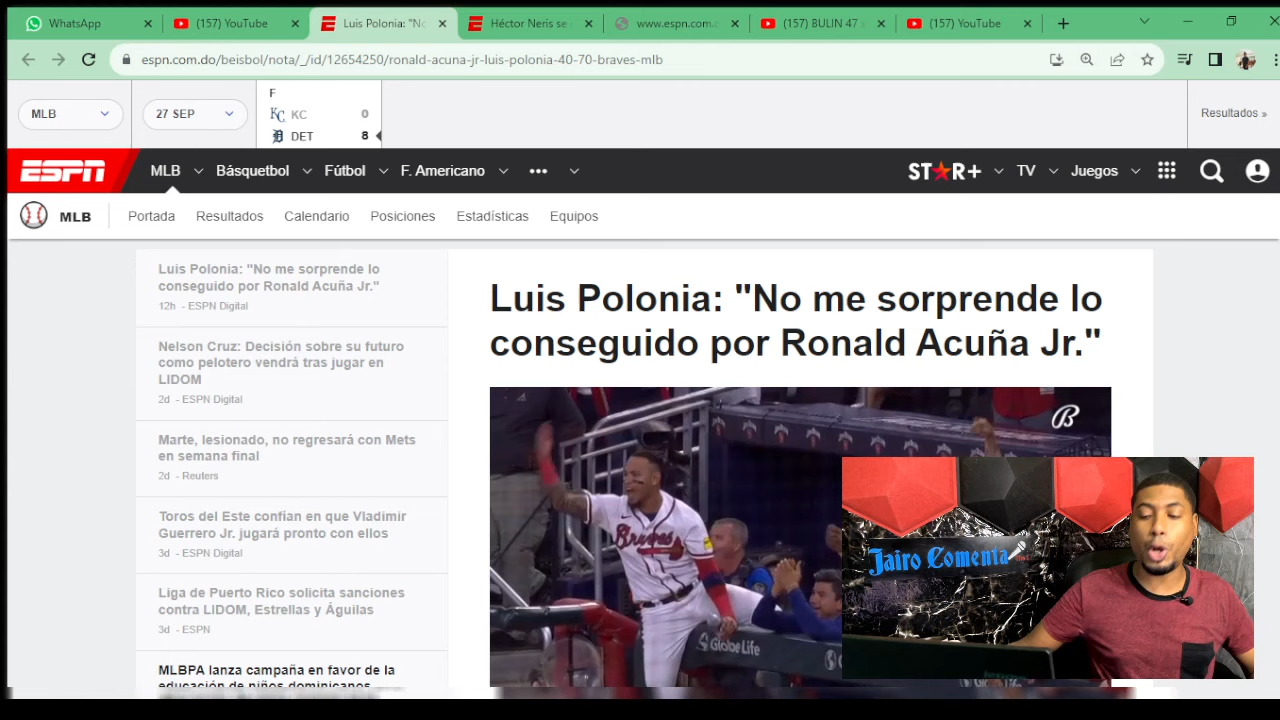 WhatsApp
(157) YouTube
Luis Polonia: "No
Héctor Neris se
www.espn.com.c
(157) BULIN 47
(157) YouTube
espn.com.do/beisbol/nota/_/id/12654250/ronald-acuna-jr-luis-polonia-40-70-braves-mlb
MLB
27 SEP
F
KC KC 0
DET 8
Resultados »
ESPN
MLB
Básquetbol
Fútbol
F. Americano
STAR+
TV
Juegos
MLB
Portada
Resultados
Calendario
Posiciones
Estadísticas
Equipos
Luis Polonia: "No me sorprende lo
conseguido por Ronald Acuña Jr."
12h - ESPN Digital
Nelson Cruz: Decisión sobre su futuro
como pelotero vendrá tras jugar en
LIDOM
2d - ESPN Digital
Marte, lesionado, no regresará con Mets
en semana final
2d - Reuters
Toros del Este confían en que Vladimir
Guerrero Jr. jugará pronto con ellos
3d - ESPN Digital
Liga de Puerto Rico solicita sanciones
contra LIDOM, Estrellas y Águilas
3d - ESPN
MLBPA lanza campaña en favor de la
educación de niños dominicanos
Luis Polonia: "No me sorprende lo
conseguido por Ronald Acuña Jr."
B
Braves
GlobeLife
Jairo Comenta